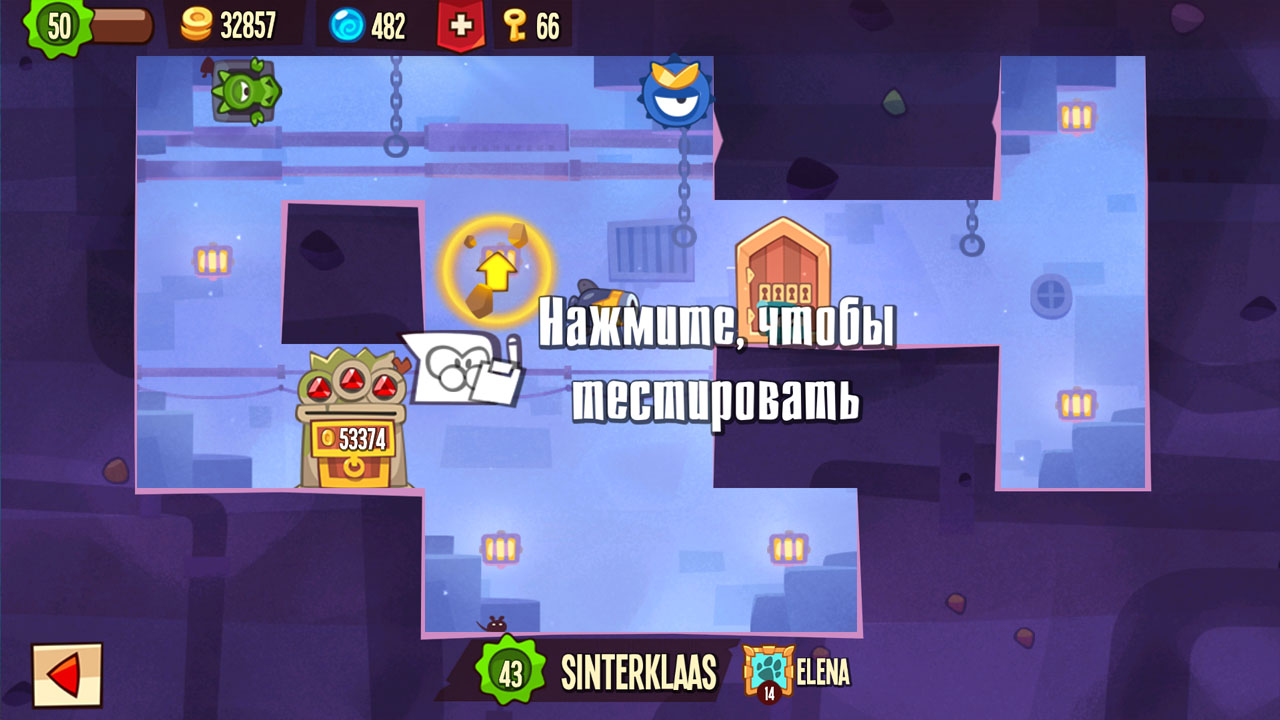 50
32857
482
66
Нажмите, чтобы
тестировать
53374
43
SINTERKLAAS
14
ELENA